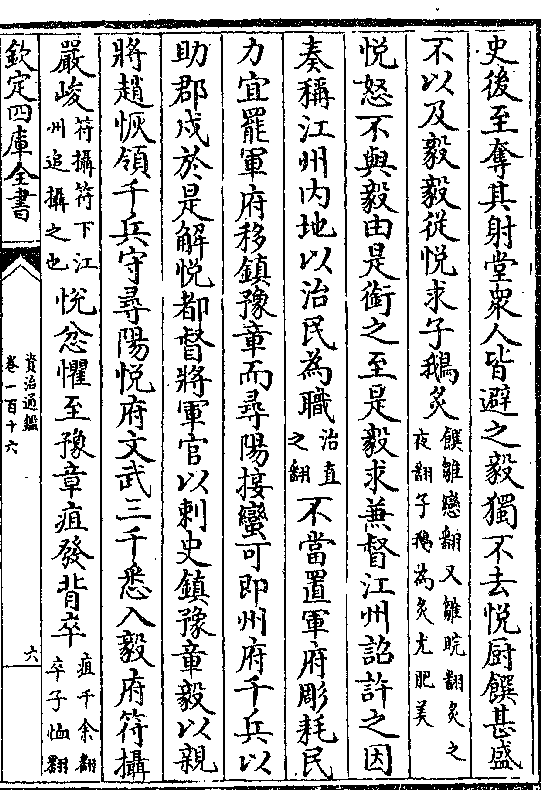 史後至奪其射堂衆人皆避之毅獨不去悦厨饌甚盛
不以及毅毅從悦求子鵝炙饌雛戀翻又雛晥翻炙之夜翻子鵝為炙尤肥美
悦怒不與毅由是銜之至是毅求兼督江州詔許之因
奏稱江州内地以治民為職治直之翻不當置軍府彫耗民
力宜罷軍府移鎮豫章而尋陽接蠻可即州府千兵以
助郡戍於是解悦都督將軍官以刺史鎮豫章毅以親
將趙恢領千兵守尋陽悦府文武三千悉入毅府符攝
嚴峻符攝符下江州追攝之也悦忿懼至豫章疽發背卒疽千余翻卒子恤翻
欽定四庫全書
資治通鑑
卷一百十六
六